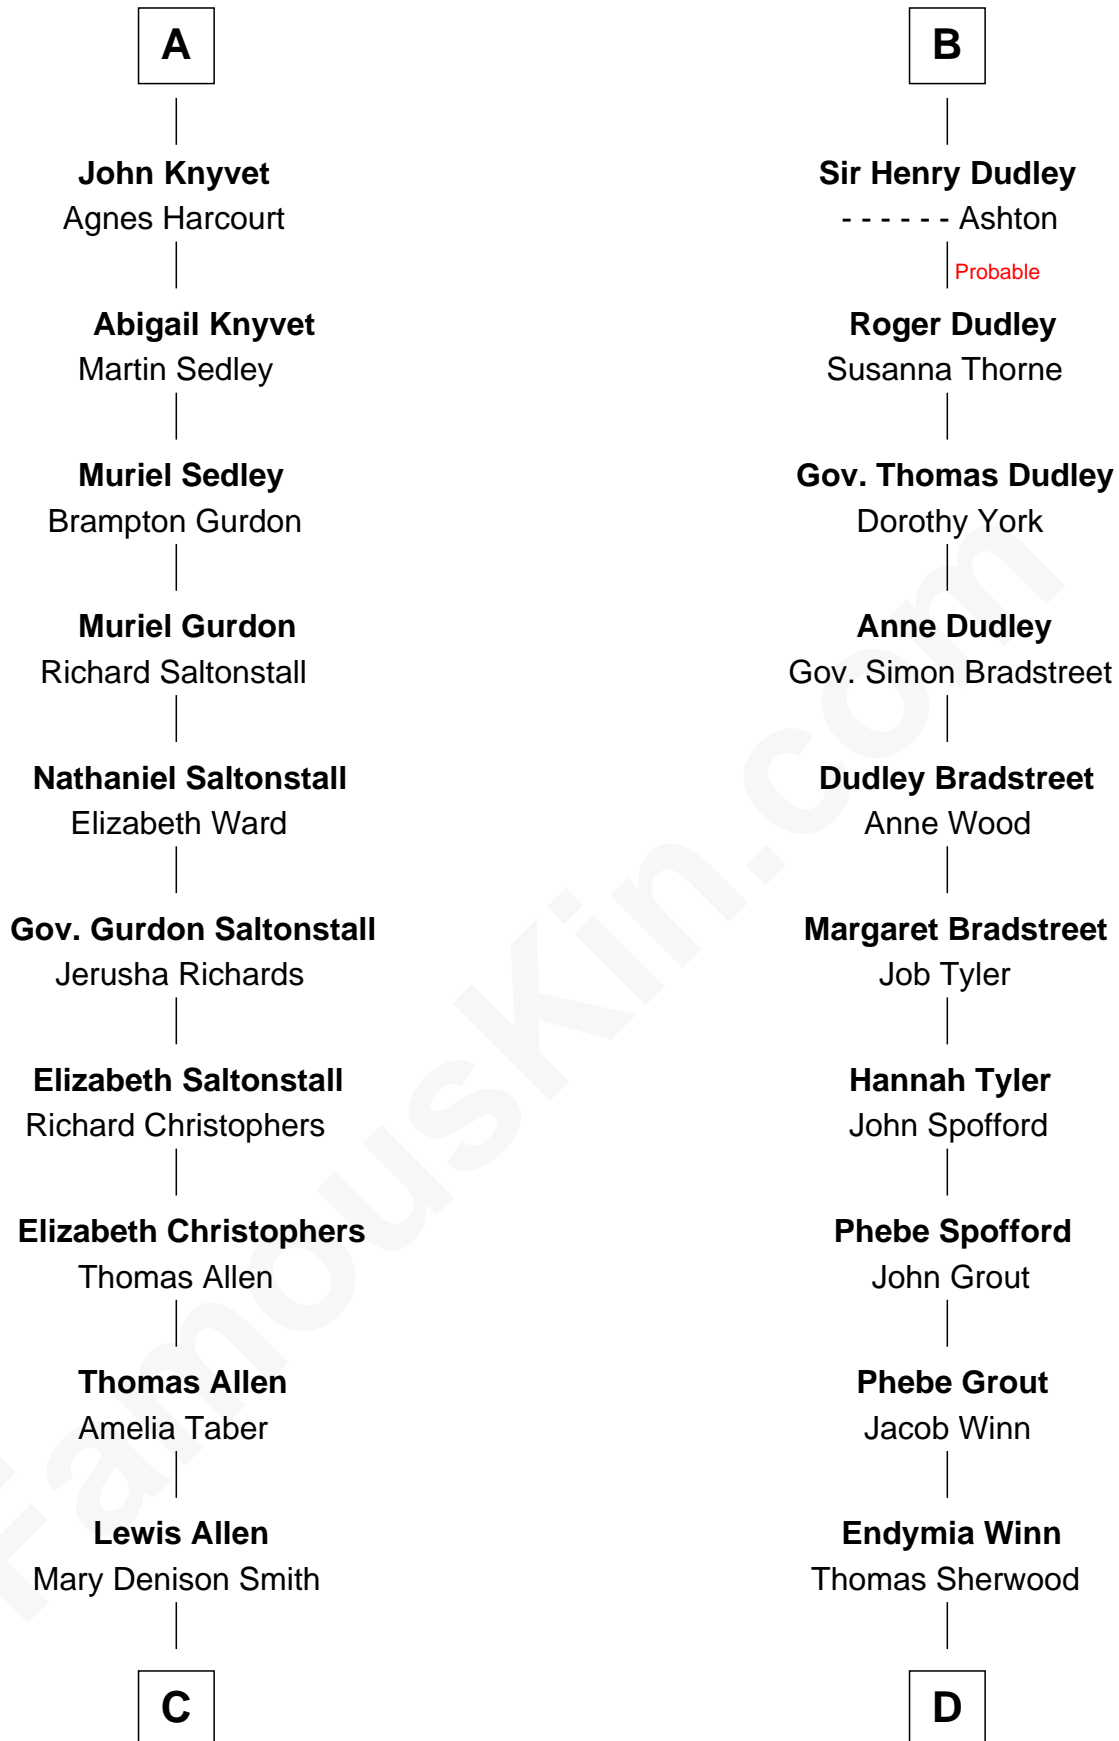 A
John Knyvet
Agnes Harcourt
Abigail Knyvet
Martin Sedley
Muriel Sedley
Brampton Gurdon
Muriel Gurdon
Richard Saltonstall
Nathaniel Saltonstall
Elizabeth Ward
Gov. Gurdon Saltonstall
Jerusha Richards
Elizabeth Saltonstall
Richard Christophers
Elizabeth Christophers
Thomas Allen
Thomas Allen
Amelia Taber
Lewis Allen
Mary Denison Smith
C
B
Sir Henry Dudley
- - - - - - Ashton
Probable
Roger Dudley
Susanna Thorne
Gov. Thomas Dudley
Dorothy York
Anne Dudley
Gov. Simon Bradstreet
Dudley Bradstreet
Anne Wood
Margaret Bradstreet
Job Tyler
Hannah Tyler
John Spofford
Phebe Spofford
John Grout
Phebe Grout
Jacob Winn
Endymia Winn
Thomas Sherwood
D
FamousKin.com